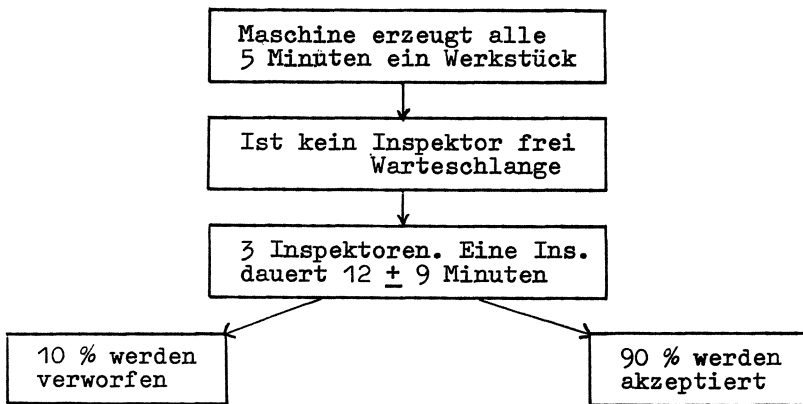 Maschine erzeugt alle
5 Minuten ein Werkstück
Ist kein Inspektor frei
Warteschlange
3 Inspektoren. Eine Ins.
dauert 12 ± 9 Minuten
10 % werden
verworfen
90 % werden
akzeptiert